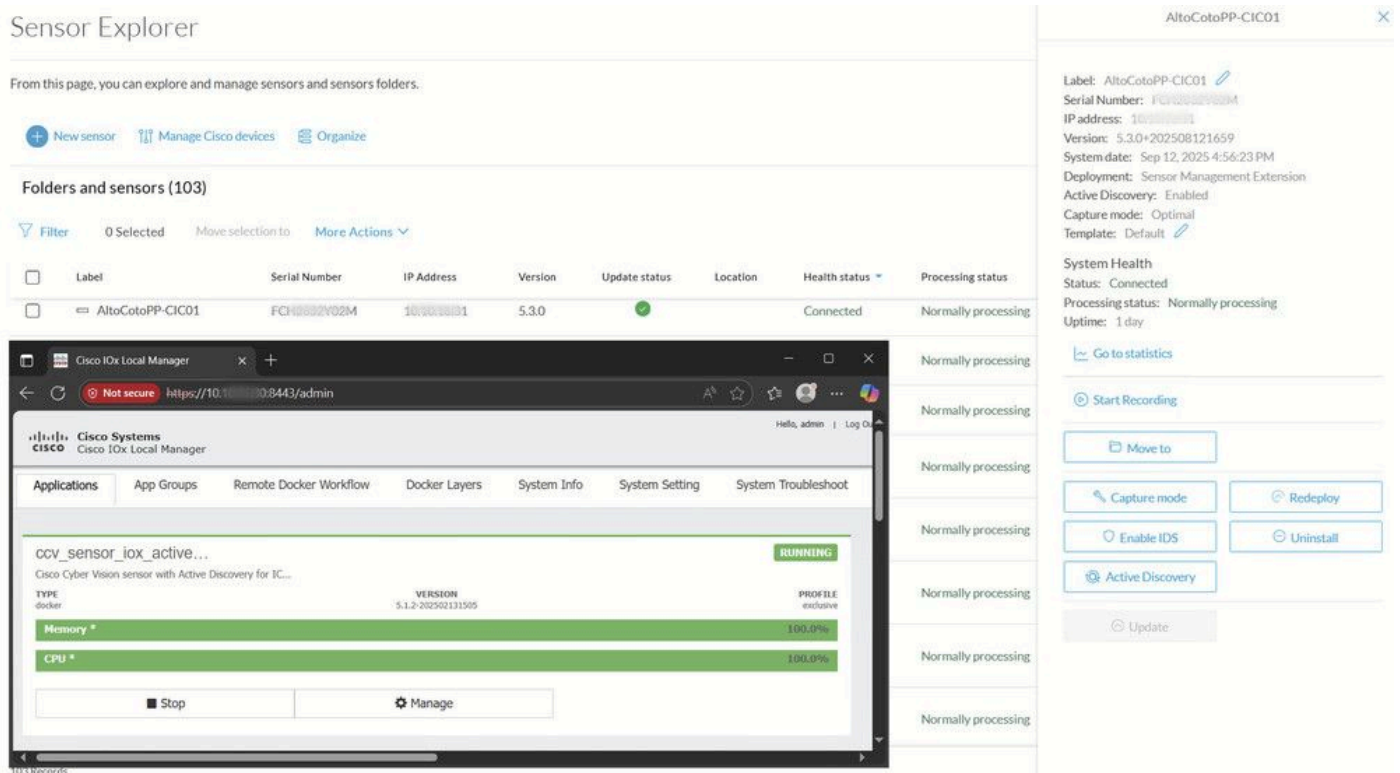 Sensor Explorer
From this page, you can explore and manage sensors and sensors folders.
New sensor Manage Cisco devices Organize
Folders and sensors (103)
Filter 0 Selected Move selection to More Actions
Label Serial Number IP Address Version Update status Location Health status Processing status
AltoCotoPP-CIC01 5.3.0 Connected Normally processing
Normally processing
Normally processing
Normally processing
Normally processing
Normally processing
Normally processing
Normally processing
103 Records
Cisco IOx Local Manager
Not secure https://10. :8443/admin
Hello, admin | Log Ou
cisco Cisco Systems
Cisco IOx Local Manager
Applications App Groups Remote Docker Workflow Docker Layers System Info System Setting System Troubleshoot
ccv_sensor_iox_active... RUNNING
Cisco Cyber Vision sensor with Active Discovery for IC...
TYPE VERSION PROFILE
docker 5.1.2-202502131505 exclusive
Memory * 100.0%
CPU * 100.0%
Stop Manage
AltoCotoPP-CIC01
Label: AltoCotoPP-CIC01
Serial Number:
IP address:
Version: 5.3.0+202508121659
System date: Sep 12, 2025 4:56:23 PM
Deployment: Sensor Management Extension
Active Discovery: Enabled
Capture mode: Optimal
Template: Default
System Health
Status: Connected
Processing status: Normally processing
Uptime: 1 day
Go to statistics
Start Recording
Move to
Capture mode Redeploy
Enable IDS Uninstall
Active Discovery
Update